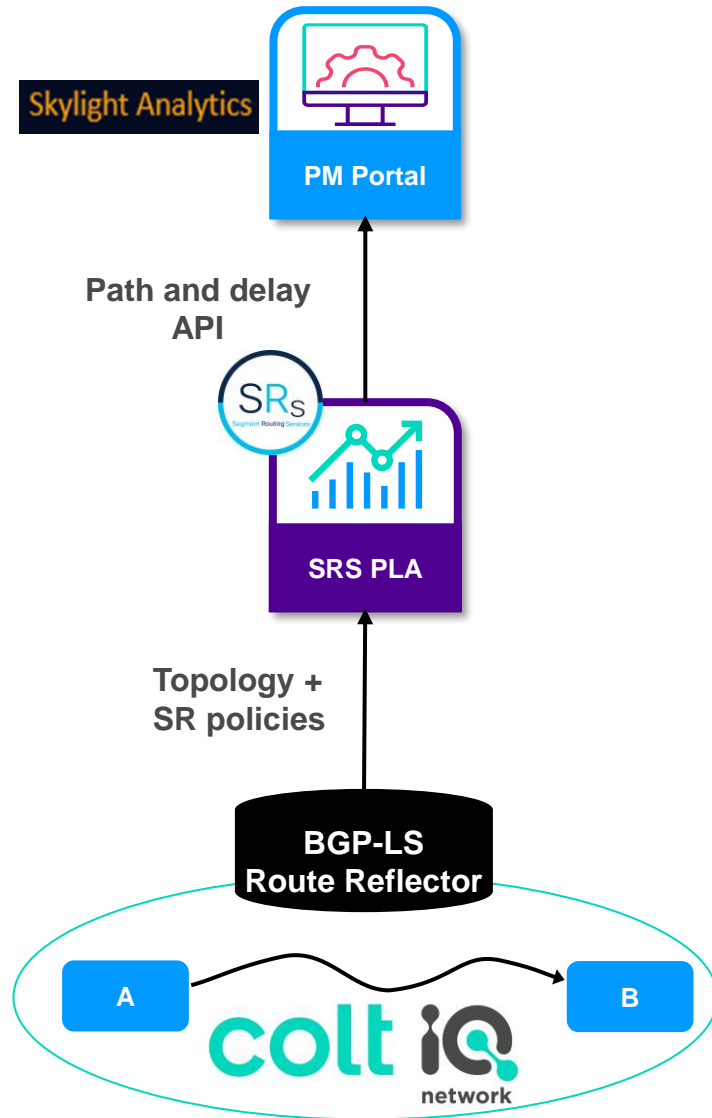 Skylight Analytics
PM Portal
Path and delay
API
SRS
Segment Routing Services
SRS PLA
Topology +
SR policies
BGP-LS
Route Reflector
A
B
colt iQ
network